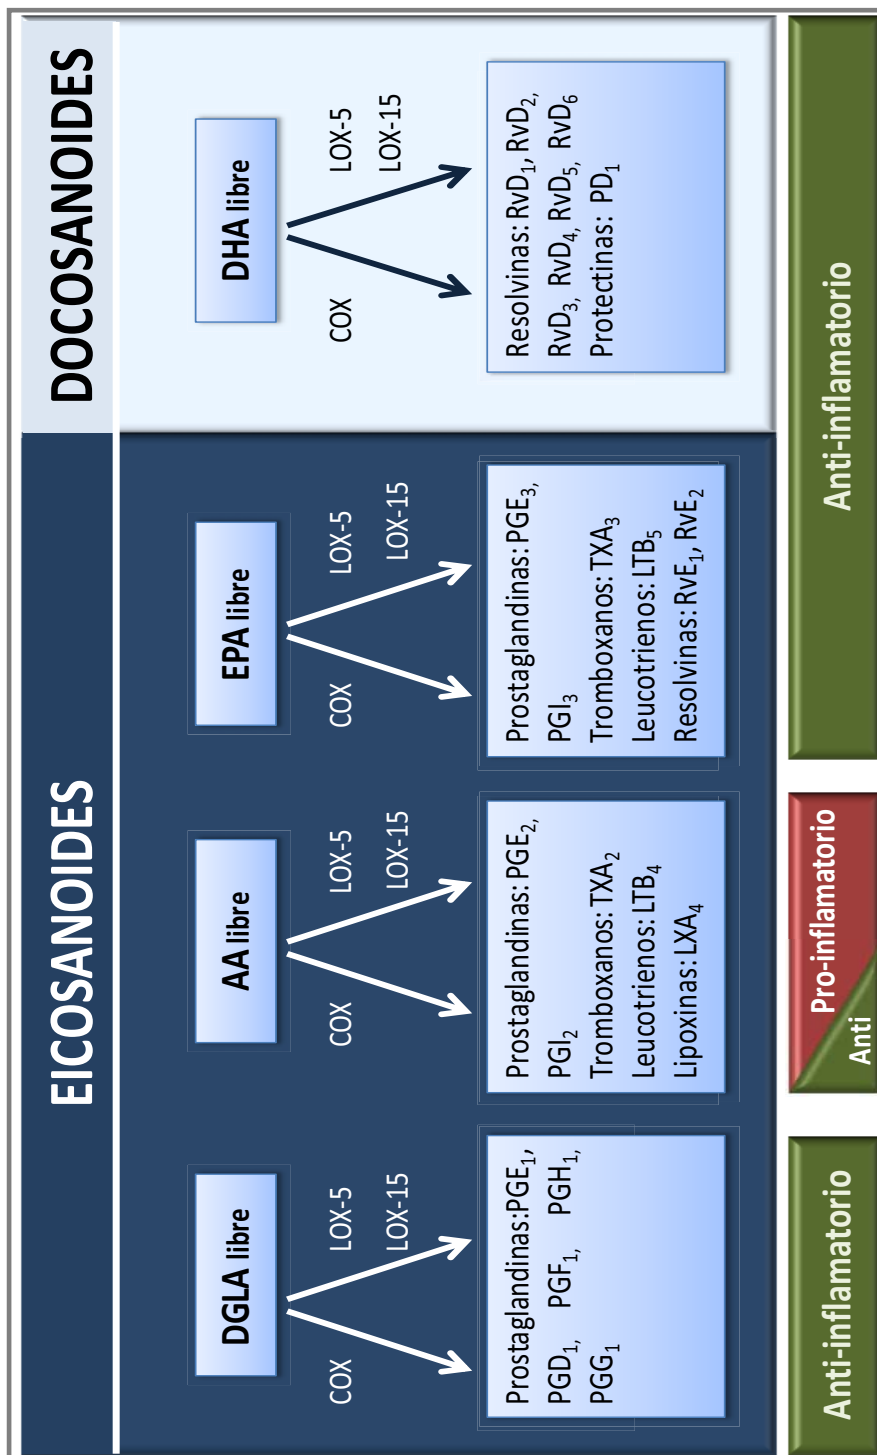 EICOSANOIDES
DOCOSANOIDES
DGLA libre
COX
LOX-5
LOX-15
Prostaglandinas:PGE1,
PGD1, PGF1, PGH1,
PGG1
AA libre
COX
LOX-5
LOX-15
Prostaglandinas: PGE2,
PGI2
Tromboxanos: TXA2
Leucotrienos: LTB4
Lipoxinas: LXA4
EPA libre
COX
LOX-5
LOX-15
Prostaglandinas: PGE3,
PGI3
Tromboxanos: TXA3
Leucotrienos: LTB5
Resolvinas: RvE1, RvE2
DHA libre
COX
LOX-5
LOX-15
Resolvinas: RvD1, RvD2,
RvD3, RvD4, RvD5, RvD6
Protectinas: PD1
Anti-inflamatorio
Pro-inflamatorio
Anti
Anti-inflamatorio